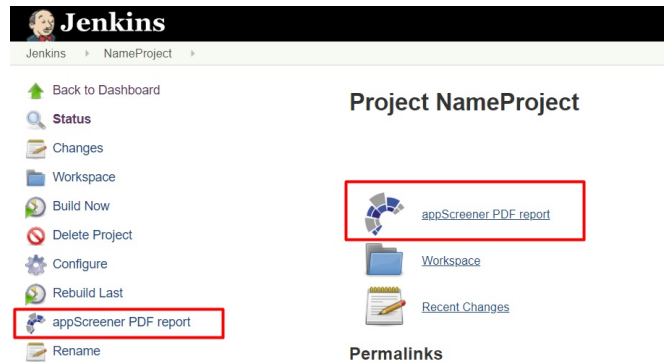 Jenkins
Jenkins NameProject
Back to Dashboard
Status
Changes
Workspace
Build Now
Delete Project
Configure
Rebuild Last
appScreener PDF report
Rename
Project NameProject
appScreener PDF report
Workspace
Recent Changes
Permalinks